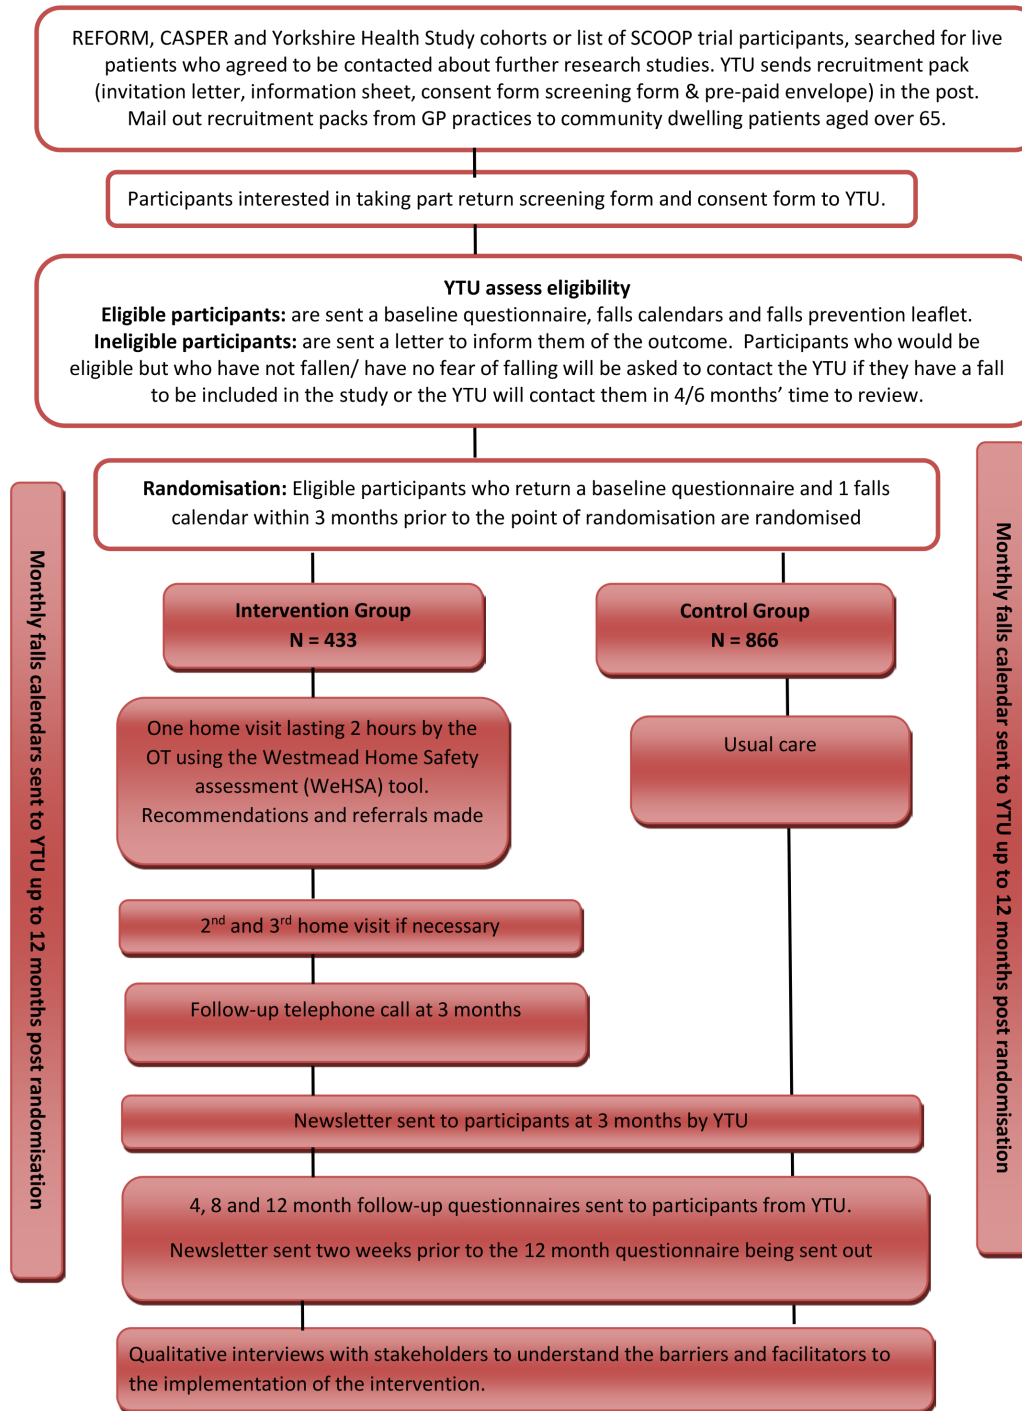 REFORM, CASPER and Yorkshire Health Study cohorts or list of SCOOP trial participants, searched for live
patients who agreed to be contacted about further research studies. YTU sends recruitment pack
(invitation letter, information sheet, consent form screening form & pre-paid envelope) in the post.
Mail out recruitment packs from GP practices to community dwelling patients aged over 65.
Participants interested in taking part return screening form and consent form to YTU.
YTU assess eligibility
Eligible participants: are sent a baseline questionnaire, falls calendars and falls prevention leaflet.
Ineligible participants: are sent a letter to inform them of the outcome.  Participants who would be
eligible but who have not fallen/ have no fear of falling will be asked to contact the YTU if they have a fall
to be included in the study or the YTU will contact them in 4/6 months’ time to review.
Randomisation: Eligible participants who return a baseline questionnaire and 1 falls
calendar within 3 months prior to the point of randomisation are randomised
Monthly falls calendars sent to YTU up to 12 months post randomisation
Intervention Group
N = 433
Control Group
N = 866
One home visit lasting 2 hours by the
OT using the Westmead Home Safety
assessment (WeHSA) tool.
Recommendations and referrals made
Usual care
2nd and 3rd home visit if necessary
Follow-up telephone call at 3 months
Newsletter sent to participants at 3 months by YTU
4, 8 and 12 month follow-up questionnaires sent to participants from YTU.
Newsletter sent two weeks prior to the 12 month questionnaire being sent out
Qualitative interviews with stakeholders to understand the barriers and facilitators to
the implementation of the intervention.
Monthly falls calendar sent to YTU up to 12 months post randomisation